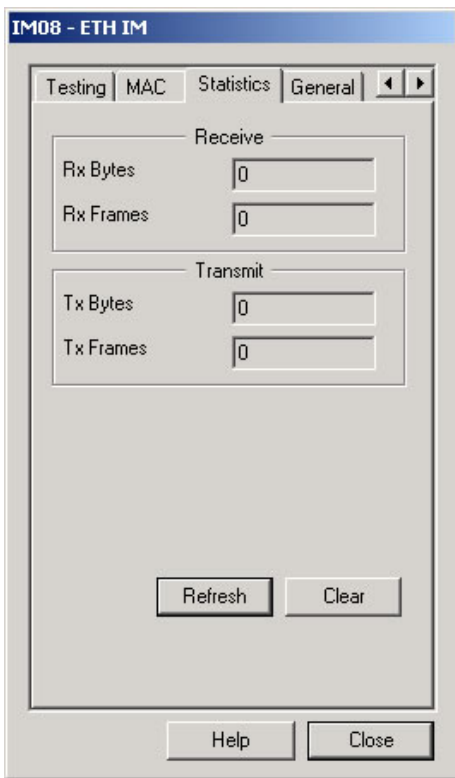 IM08 - ETH IM
Testing MAC Statistics General
Receive
Rx Bytes 0
Rx Frames 0
Transmit
Tx Bytes 0
Tx Frames 0
Refresh Clear
Help Close